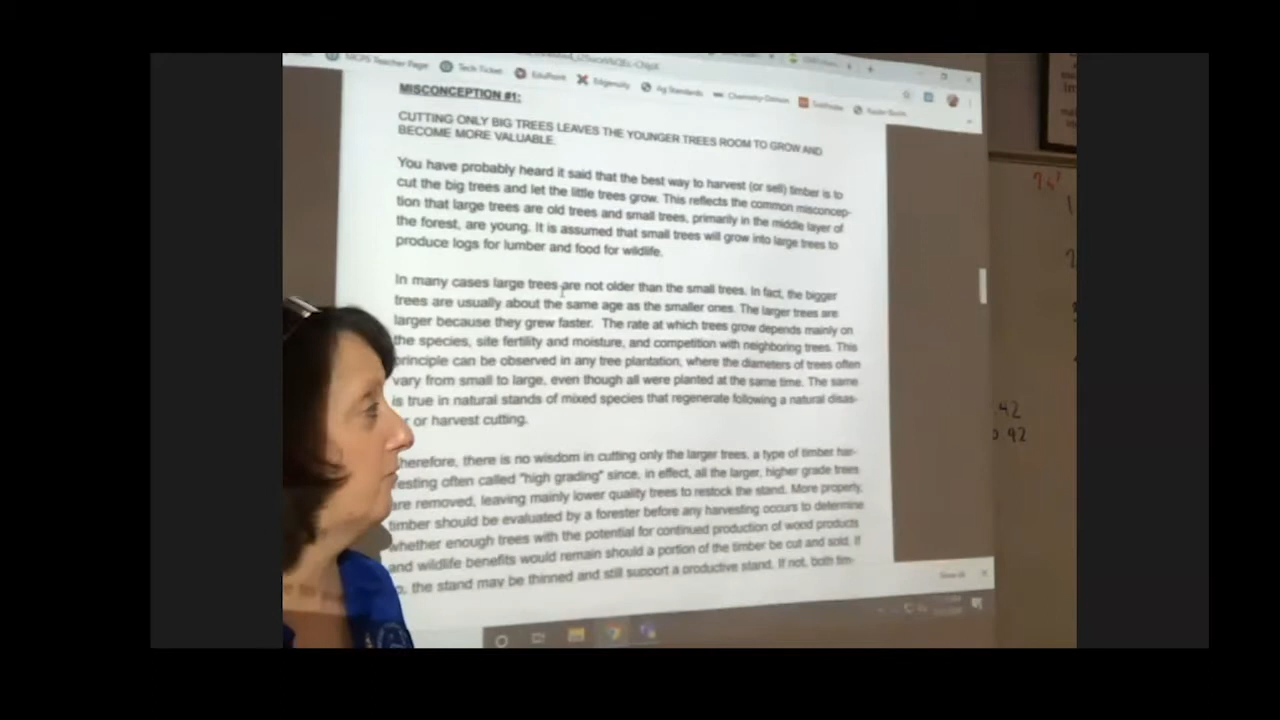 MCPS Teacher Page Tech Ticket EduPoint Edgenuity Ag Standards Chemistry-Domain
MISCONCEPTION #1:
CUTTING ONLY BIG TREES LEAVES THE YOUNGER TREES ROOM TO GROW AND
BECOME MORE VALUABLE.
You have probably heard it said that the best way to harvest (or sell) timber is to
cut the big trees and let the little trees grow. This reflects the common misconcep-
tion that large trees are old trees and small trees, primarily in the middle layer of
the forest, are young. It is assumed that small trees will grow into large trees to
produce logs for lumber and food for wildlife.
In many cases large trees are not older than the small trees. In fact, the bigger
trees are usually about the same age as the smaller ones. The larger trees are
larger because they grew faster. The rate at which trees grow depends mainly on
the species, site fertility and moisture, and competition with neighboring trees. This
principle can be observed in any tree plantation, where the diameters of trees often
vary from small to large, even though all were planted at the same time. The same
is true in natural stands of mixed species that regenerate following a natural disas-
r or harvest cutting.
herefore, there is no wisdom in cutting only the larger trees, a type of timber har-
esting often called "high grading" since, in effect, all the larger, higher grade trees
are removed, leaving mainly lower quality trees to restock the stand. More properly,
timber should be evaluated by a forester before any harvesting occurs to determine
whether enough trees with the potential for continued production of wood products
and wildlife benefits would remain should a portion of the timber be cut and sold. If
o, the stand may be thinned and still support a productive stand. If not, both tim-
Show all
.42
92